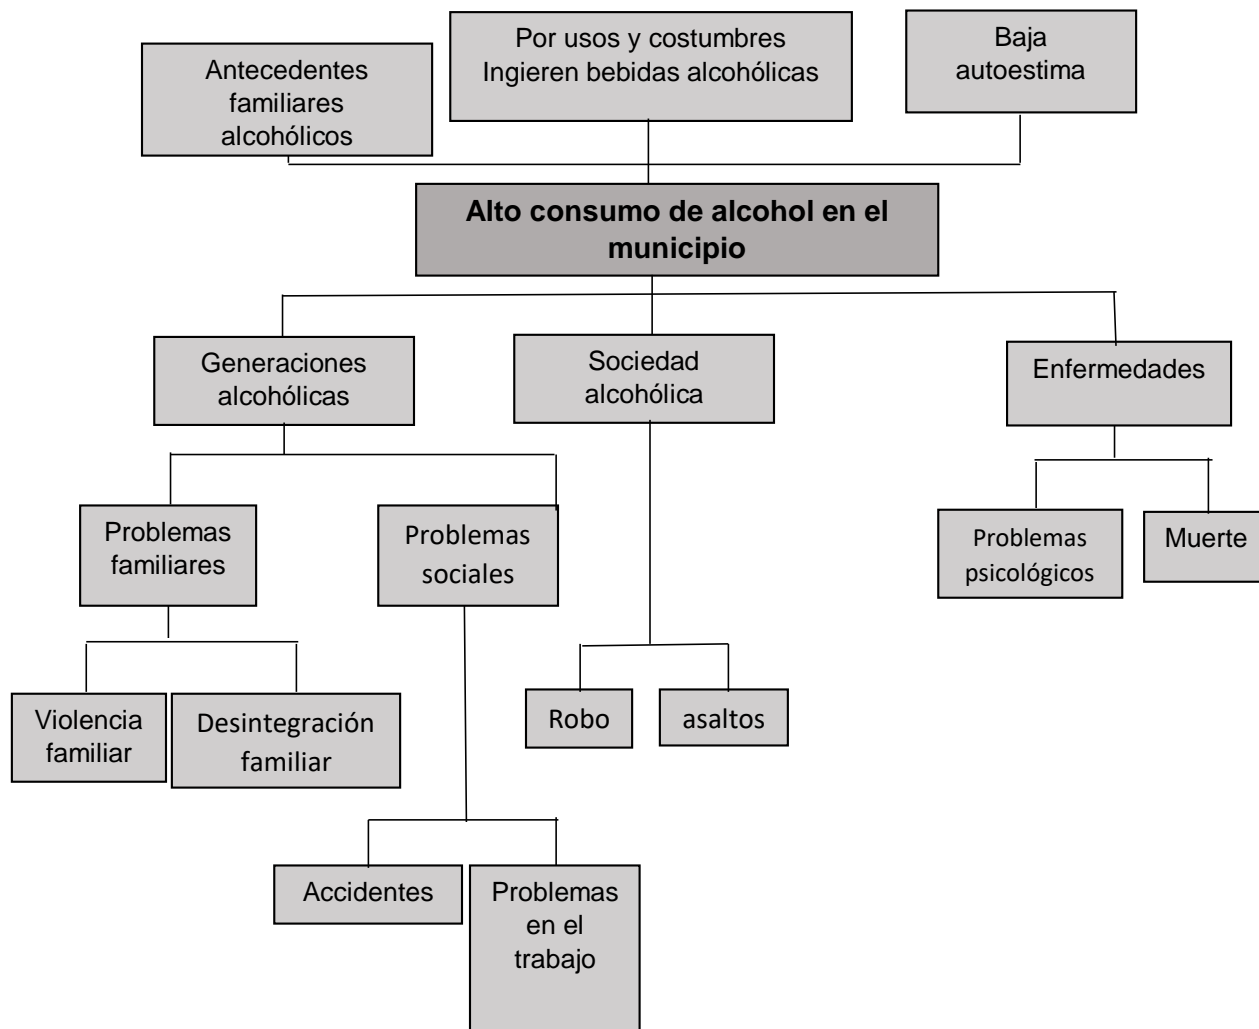 Antecedentes
familiares
alcohólicos
Por usos y costumbres
Ingieren bebidas alcohólicas
Baja
autoestima
Alto consumo de alcohol en el
municipio
Generaciones
alcohólicas
Sociedad
alcohólica
Enfermedades
Problemas
familiares
Problemas
sociales
Problemas
psicológicos
Muerte
Violencia
familiar
Desintegración
familiar
Robo
asaltos
Accidentes
Problemas
en el
trabajo